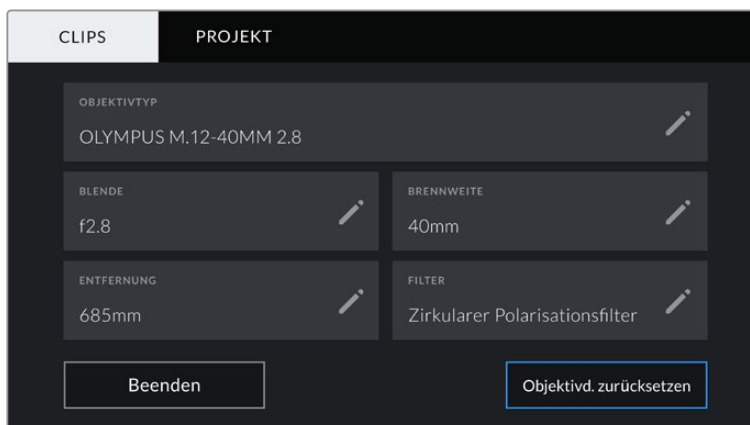 CLIPS PROJEKT
OBJEKTIVTYP
OLYMPUS M.12-40MM 2.8
BLENDE BRENNWEITE
f2.8 40mm
ENTFERNUNG FILTER
685mm Zirkularer Polarisationsfilter
Beenden Objektivd. zurücksetzen